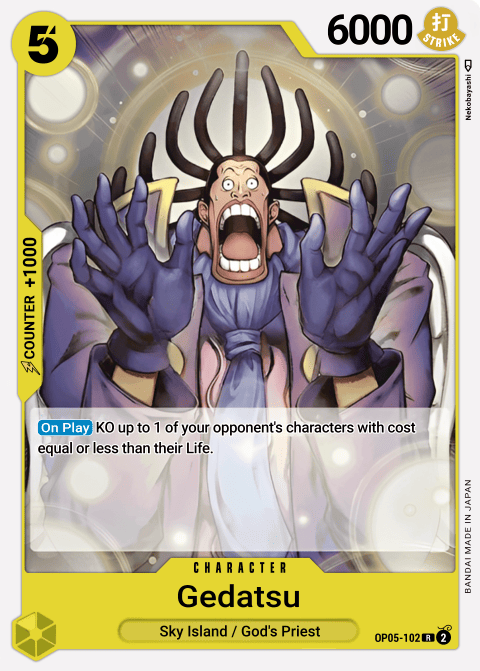 5
6000
打
STRIKE
Nekobayashi
COUNTER +1000
On Play KO up to 1 of your opponent's characters with cost
equal or less than their Life.
BANDAI MADE IN JAPAN
CHARACTER
Gedatsu
Sky Island / God's Priest
OP05-102 R 2